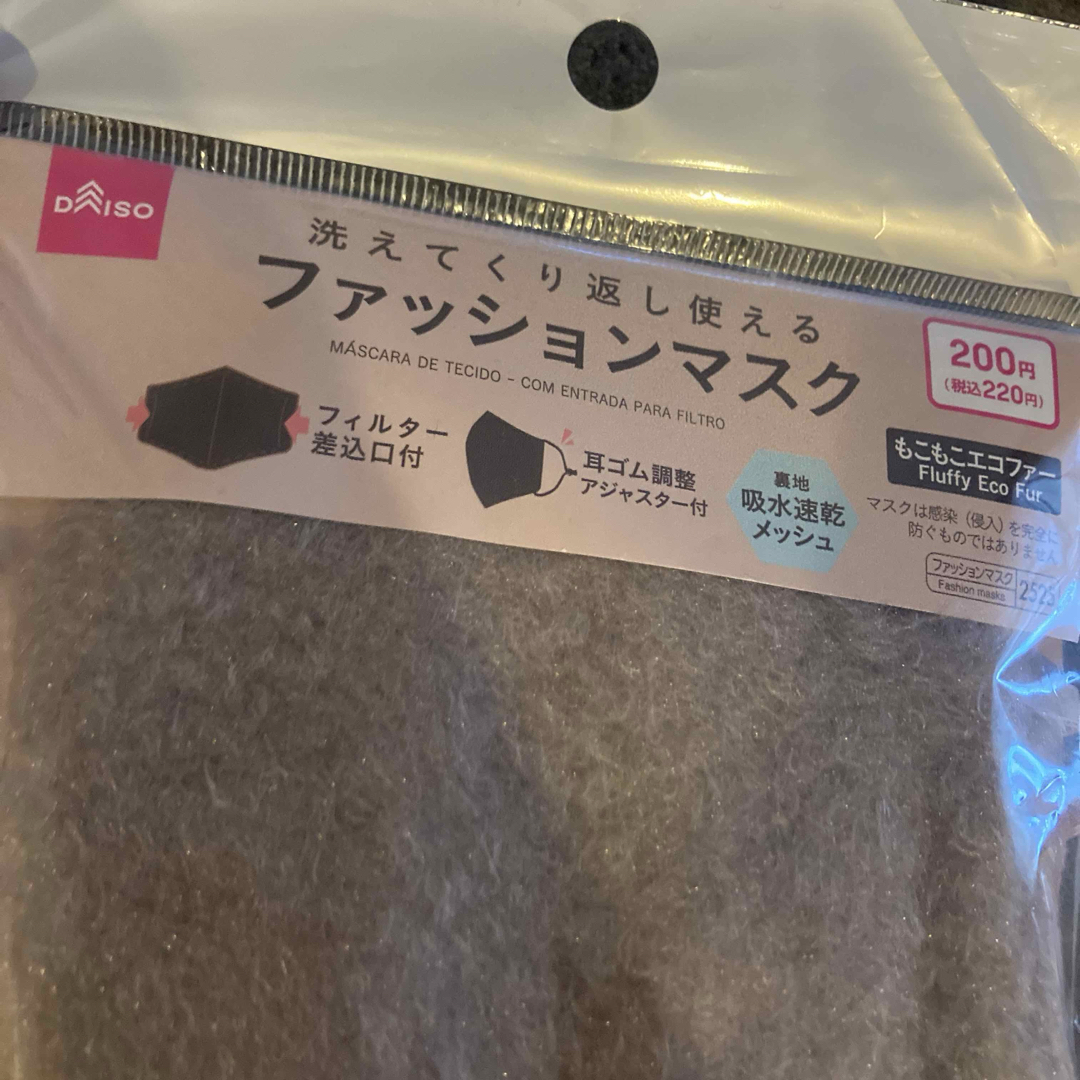 DAISO
洗えてくり返し使える
ファッションマスク
MÁSCARA DE TECIDO - COM ENTRADA PARA FILTRO
200円
(税込220円)
フィルター
差込口付
耳ゴム調整
アジャスター付
裏地
吸水速乾
メッシュ
もこもこエコファー
Fluffy Eco Fur
マスクは感染(侵入)を完全に
防ぐものではありません
ファッションマスク
Fashion masks
2525